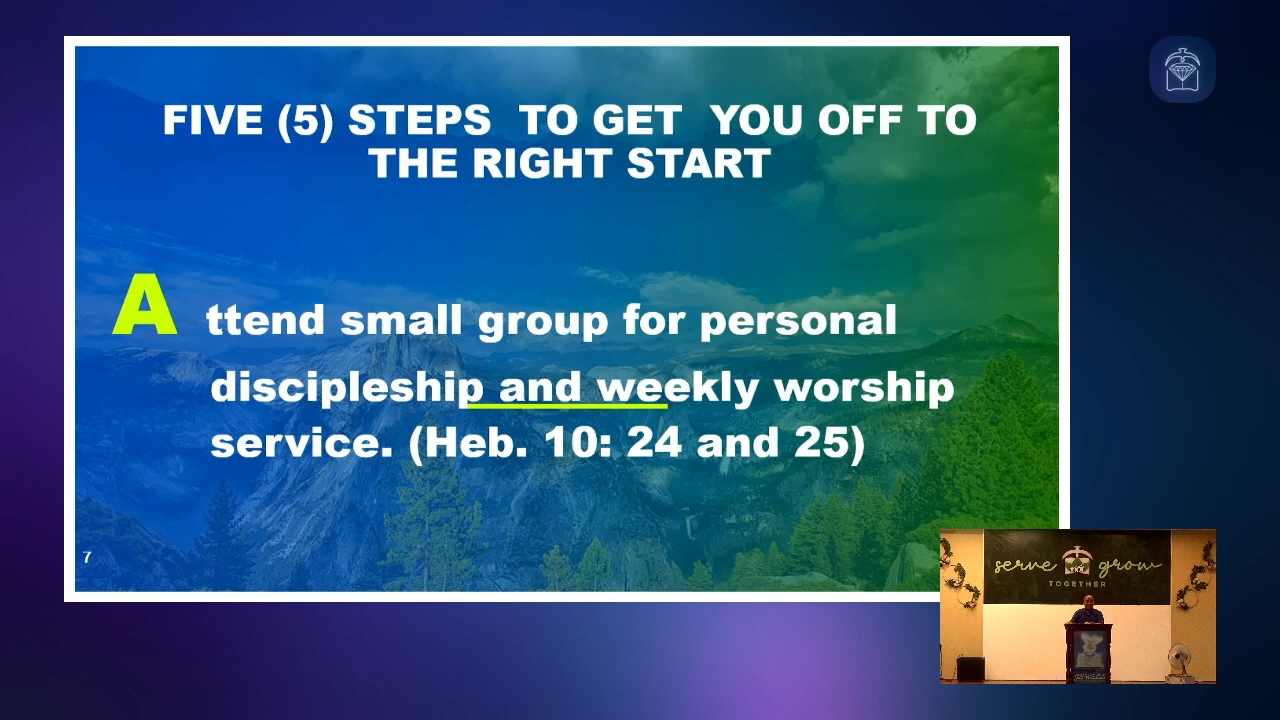 FIVE (5) STEPS TO GET YOU OFF TO
THE RIGHT START
Attend small group for personal
discipleship and weekly worship
service. (Heb. 10: 24 and 25)
7
serve grow
TOGETHER